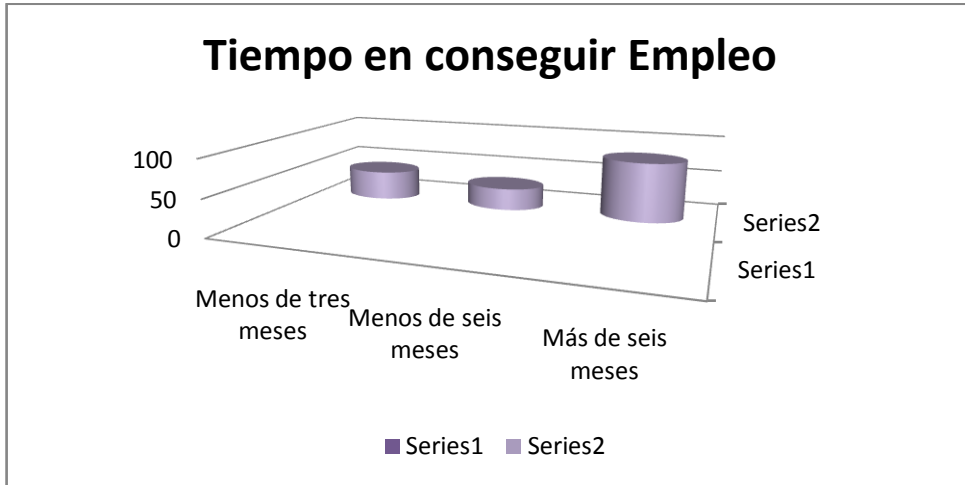 Tiempo en conseguir Empleo
100
50
0
Series2
Series1
Menos de tres
meses
Menos de seis
meses
Más de seis
meses
Series1 Series2